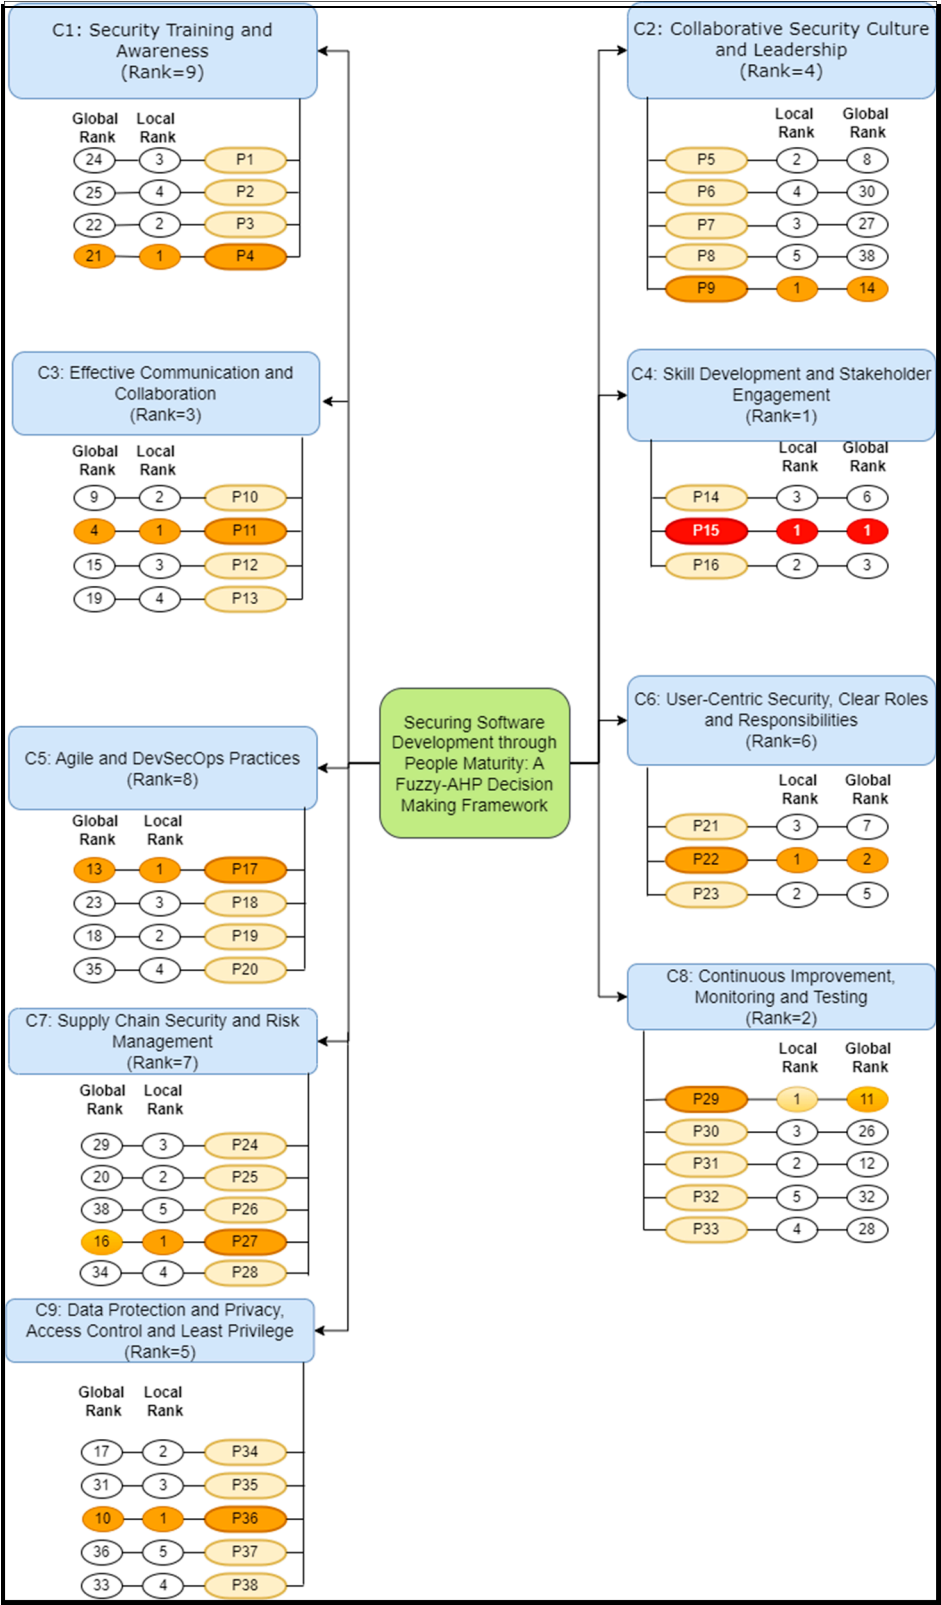 C1: Security Training and
Awareness
(Rank=9)
Global Local
Rank Rank
24 3 P1
25 4 P2
22 2 P3
21 1 P4
C2: Collaborative Security Culture
and Leadership
(Rank=4)
Local Global
Rank Rank
P5 2 8
P6 4 30
P7 3 27
P8 5 38
P9 1 14
C3: Effective Communication and
Collaboration
(Rank=3)
Global Local
Rank Rank
9 2 P10
4 1 P11
15 3 P12
19 4 P13
C4: Skill Development and Stakeholder
Engagement
(Rank=1)
Local Global
Rank Rank
P14 3 6
P15 1 1
P16 2 3
Securing Software
Development through
People Maturity: A
Fuzzy-AHP Decision
Making Framework
C5: Agile and DevSecOps Practices
(Rank=8)
Global Local
Rank Rank
13 1 P17
23 3 P18
18 2 P19
35 4 P20
C6: User-Centric Security, Clear Roles
and Responsibilities
(Rank=6)
Local Global
Rank Rank
P21 3 7
P22 1 2
P23 2 5
C7: Supply Chain Security and Risk
Management
(Rank=7)
Global Local
Rank Rank
29 3 P24
20 2 P25
38 5 P26
16 1 P27
34 4 P28
C8: Continuous Improvement,
Monitoring and Testing
(Rank=2)
Local Global
Rank Rank
P29 1 11
P30 3 26
P31 2 12
P32 5 32
P33 4 28
C9: Data Protection and Privacy,
Access Control and Least Privilege
(Rank=5)
Global Local
Rank Rank
17 2 P34
31 3 P35
10 1 P36
36 5 P37
33 4 P38